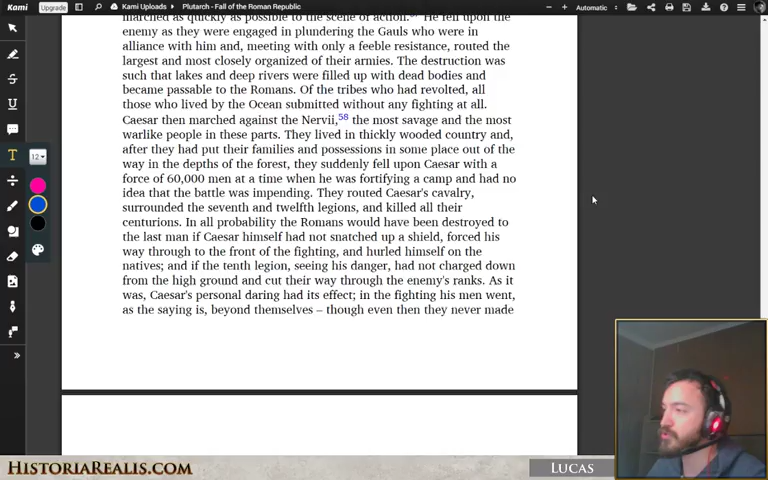 Kami
Upgrade
Kami Uploads > Plutarch - Fall of the Roman Republic
Automatic
marched as quickly as possible to the scene of action. He fell upon the
enemy as they were engaged in plundering the Gauls who were in
alliance with him and, meeting with only a feeble resistance, routed the
largest and most closely organized of their armies. The destruction was
such that lakes and deep rivers were filled up with dead bodies and
became passable to the Romans. Of the tribes who had revolted, all
those who lived by the Ocean submitted without any fighting at all.
Caesar then marched against the Nervii,58 the most savage and the most
warlike people in these parts. They lived in thickly wooded country and,
after they had put their families and possessions in some place out of the
way in the depths of the forest, they suddenly fell upon Caesar with a
force of 60,000 men at a time when he was fortifying a camp and had no
idea that the battle was impending. They routed Caesar's cavalry,
surrounded the seventh and twelfth legions, and killed all their
centurions. In all probability the Romans would have been destroyed to
the last man if Caesar himself had not snatched up a shield, forced his
way through to the front of the fighting, and hurled himself on the
natives; and if the tenth legion, seeing his danger, had not charged down
from the high ground and cut their way through the enemy's ranks. As it
was, Caesar's personal daring had its effect; in the fighting his men went,
as the saying is, beyond themselves – though even then they never made
T
12
HISTORIAREALIS.COM
LUCAS